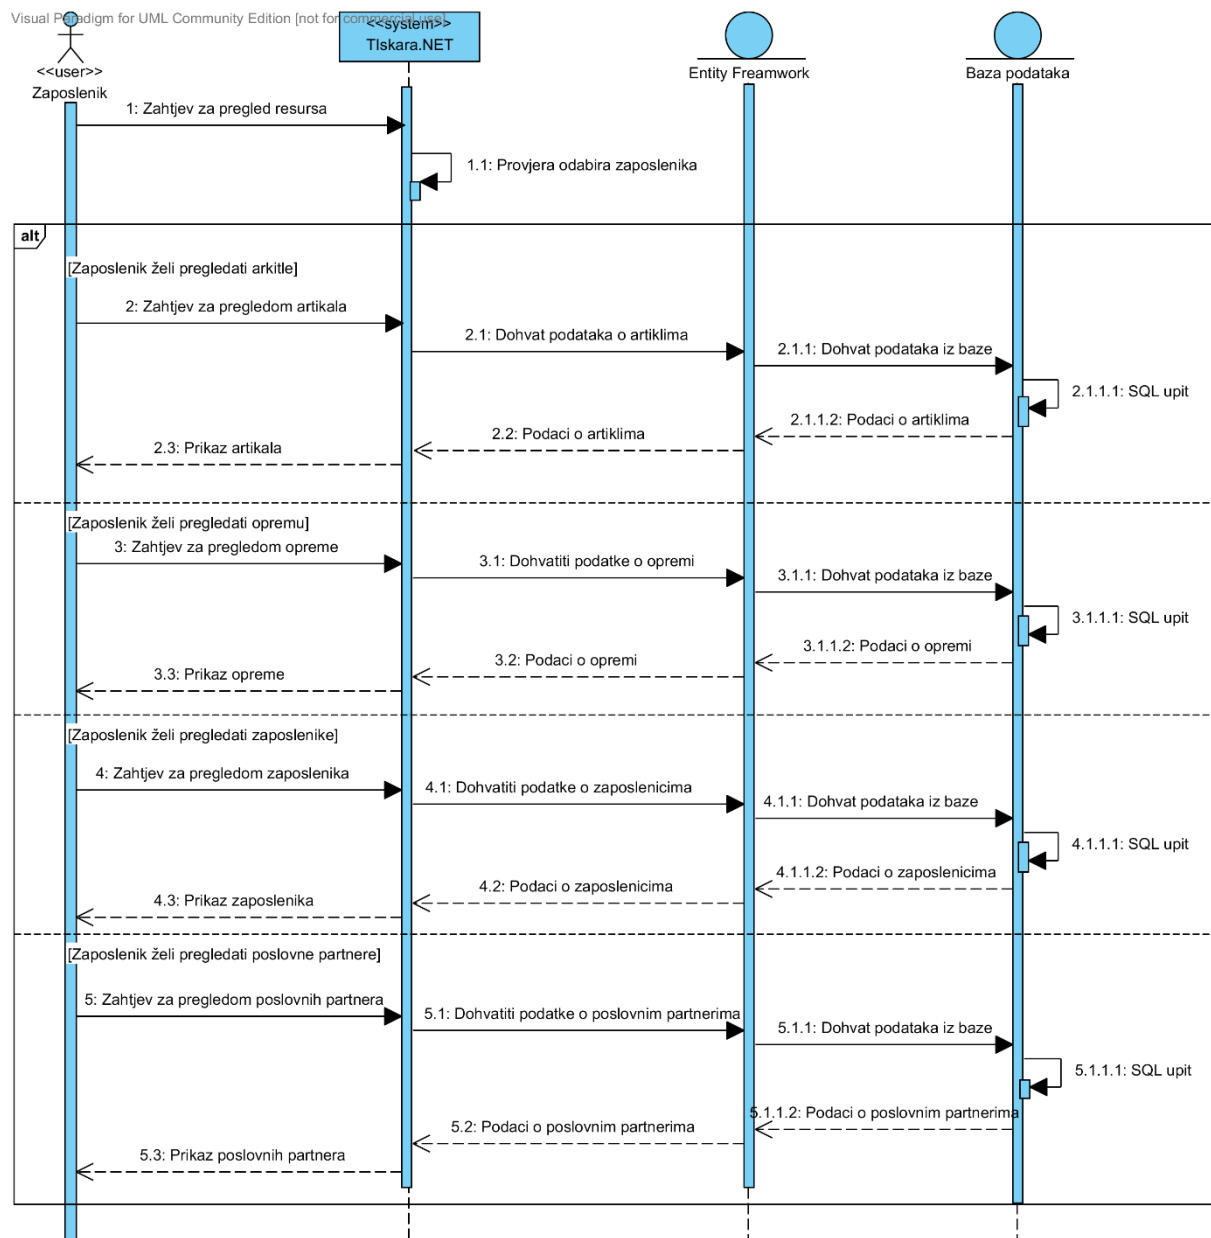 Visual Paradigm for UML Community Edition [not for commercial use]
<<user>>
Zaposlenik
<<system>>
TIskara.NET
Entity Freamwork
Baza podataka
1: Zahtjev za pregled resursa
1.1: Provjera odabira zaposlenika
alt
[Zaposlenik želi pregledati arkitle]
2: Zahtjev za pregledom artikala
2.1: Dohvat podataka o artiklima
2.1.1: Dohvat podataka iz baze
2.1.1.1: SQL upit
2.1.1.2: Podaci o artiklima
2.2: Podaci o artiklima
2.3: Prikaz artikala
[Zaposlenik želi pregledati opremu]
3: Zahtjev za pregledom opreme
3.1: Dohvatiti podatke o opremi
3.1.1: Dohvat podataka iz baze
3.1.1.1: SQL upit
3.1.1.2: Podaci o opremi
3.2: Podaci o opremi
3.3: Prikaz opreme
[Zaposlenik želi pregledati zaposlenike]
4: Zahtjev za pregledom zaposlenika
4.1: Dohvatiti podatke o zaposlenicima
4.1.1: Dohvat podataka iz baze
4.1.1.1: SQL upit
4.1.1.2: Podaci o zaposlenicima
4.2: Podaci o zaposlenicima
4.3: Prikaz zaposlenika
[Zaposlenik želi pregledati poslovne partnere]
5: Zahtjev za pregledom poslovnih partnera
5.1: Dohvatiti podatke o poslovnim partnerima
5.1.1: Dohvat podataka iz baze
5.1.1.1: SQL upit
5.1.1.2: Podaci o poslovnim partnerima
5.2: Podaci o poslovnim partnerima
5.3: Prikaz poslovnih partnera